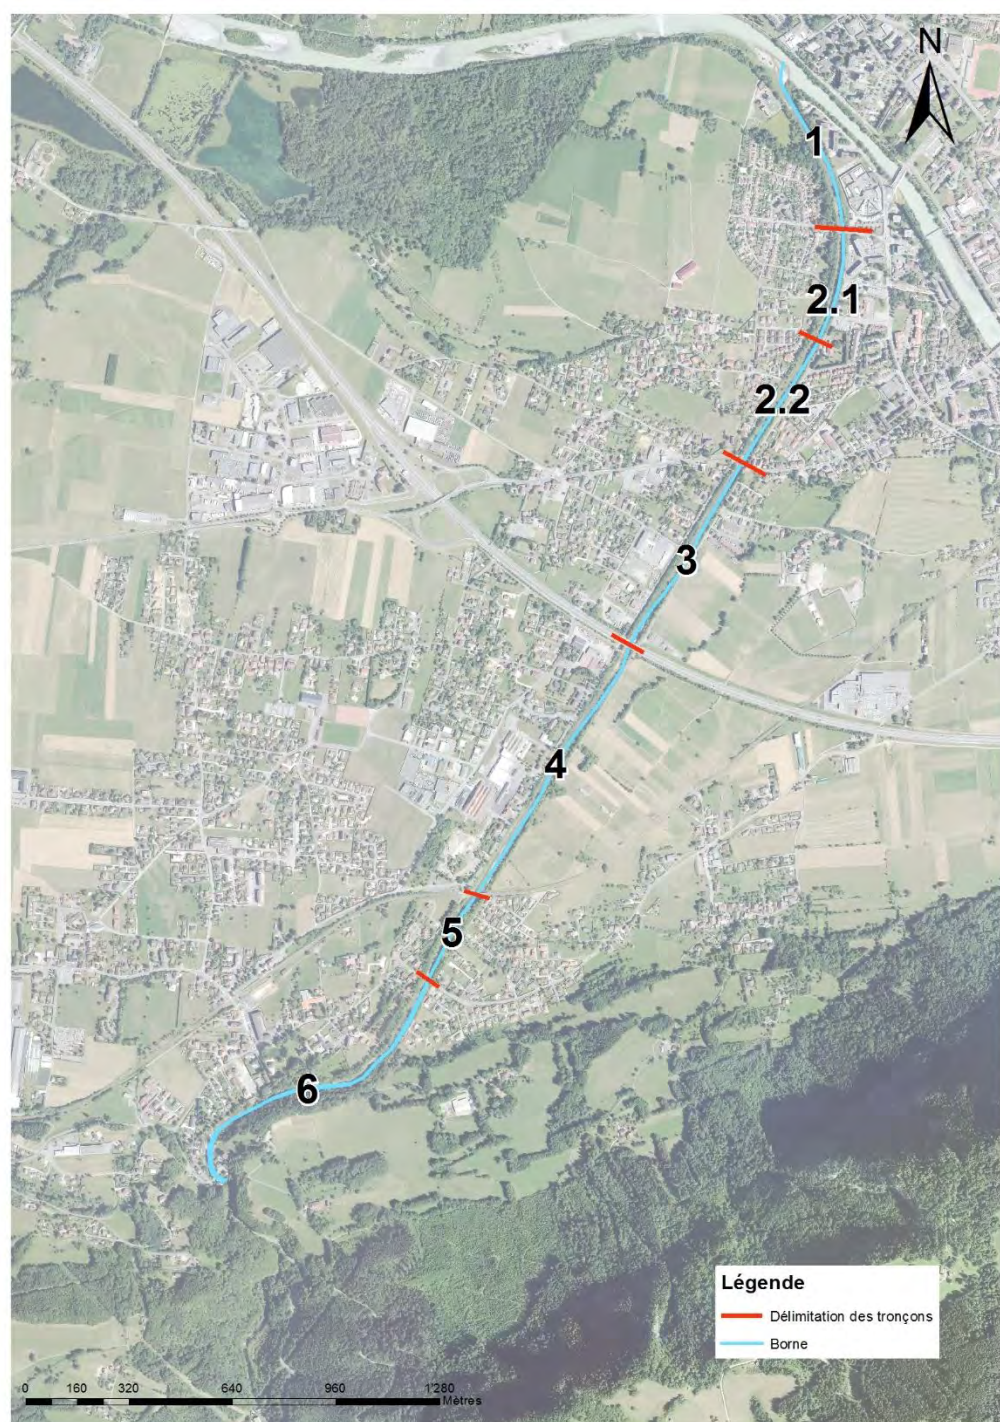 N
1
2.1
2.2
3
4
5
6
Légende
Délimitation des tronçons
Borne
0 160 320 640 960 1'280
Mètres